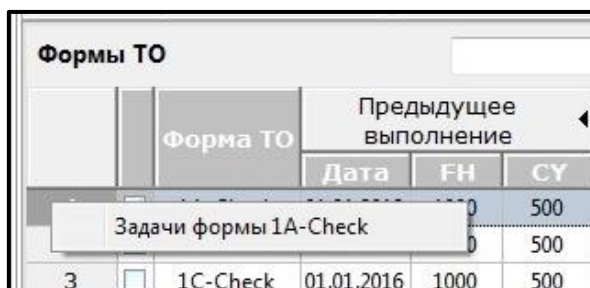 Формы ТО
Предыдущее
выполнение
Форма ТО
Дата FH CY
500
Задачи формы 1A-Check
500
3 1C-Check 01.01.2016 1000 500